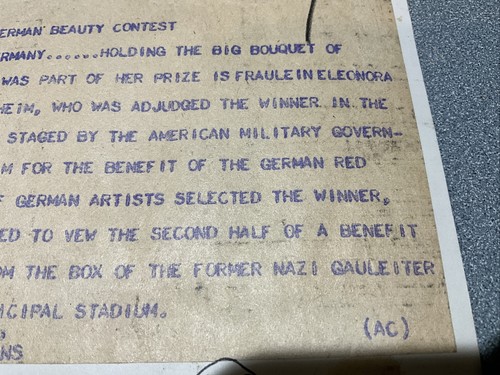 ERMAN BEAUTY CONTEST
ERMANY......HOLDING THE BIG BOUQUET OF
WAS PART OF HER PRIZE IS FRAULEIN ELEONORA
HEIM, WHO WAS ADJUDGED THE WINNER IN THE
STAGED BY THE AMERICAN MILITARY GOVERN-
M FOR THE BENEFIT OF THE GERMAN RED
F GERMAN ARTISTS SELECTED THE WINNER,
ED TO VEW THE SECOND HALF OF A BENEFIT
OM THE BOX OF THE FORMER NAZI GAULEITER
NICIPAL STADIUM.
(AC)
NS